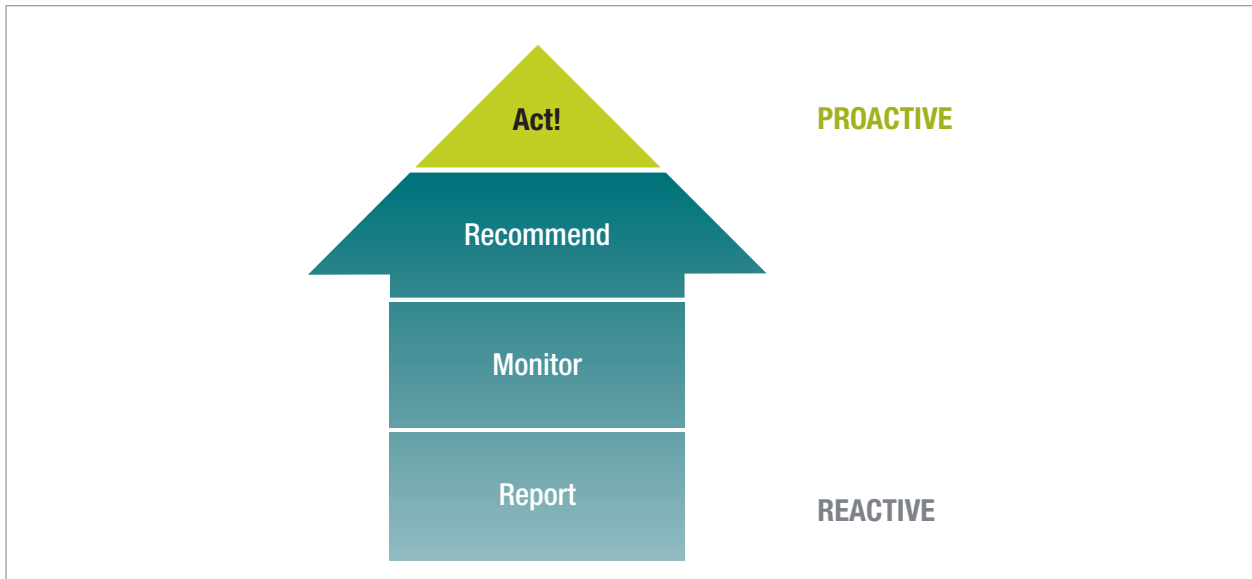 Act!
PROACTIVE
Recommend
Monitor
Report
REACTIVE